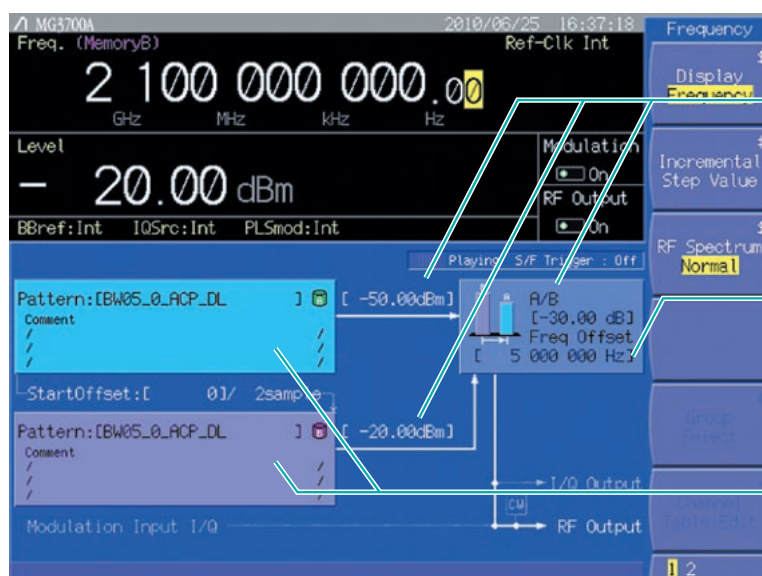 MG3700A 2010/06/25 16:37:18
Frequency
Freq. (MemoryB) Ref-Clk Int
2 100 000 000.00
GHz MHz kHz Hz
Display
Frequency
Level
- 20.00 dBm
Modulation
On
RF Output
On
Incremental
Step Value
BBref:Int IQSrc:Int PLSmod:Int
RF Spectrum
Normal
Playing S/F Trigger : Off
Pattern:[BW05_0_ACP_DL ] [ -50.00dBm]
Comment
/ /
/ /
/ /
A/B
[-30.00 dB]
Freq Offset
[ 5 000 000 Hz]
StartOffset:[ 0]/ 2sample
Pattern:[BW05_0_ACP_DL ] [ -20.00dBm]
Comment
/ /
/ /
/ /
Group
Select
I/Q Output
CW
Channel
Table Edit
Modulation Input I/Q
RF Output
1 2